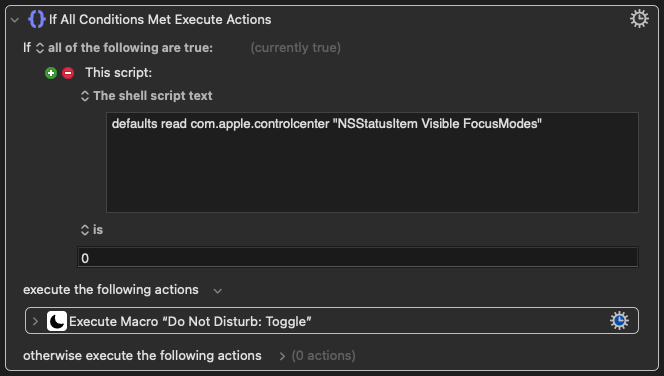 If All Conditions Met Execute Actions
If all of the following are true: (currently true)
This script:
The shell script text
defaults read com.apple.controlcenter "NSStatusItem Visible FocusModes"
is
0
execute the following actions
Execute Macro “Do Not Disturb: Toggle”
otherwise execute the following actions (0 actions)